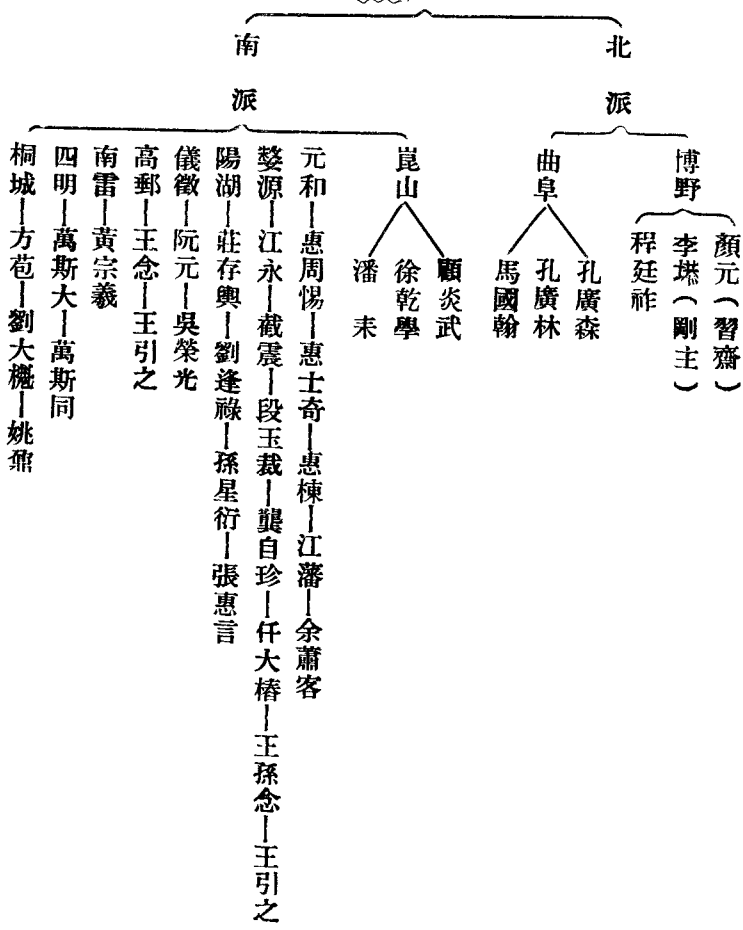 北派
博野
顏元(習齋)
李塨(剛主)
程廷祚
曲阜
孔廣森
孔廣林
馬國翰
南派
崑山
顧炎武
徐乾學
潘耒
元和—惠周惕—惠士奇—惠棟—江藩—余蕭客
婺源—江永—戴震—段玉裁—龔自珍—任大椿—王孫念—王引之
陽湖—莊存與—劉逢祿—孫星衍—張惠言
儀徵—阮元—吳榮光
高郵—王念—王引之
南雷—黃宗羲
四明—萬斯大—萬斯同
桐城—方苞—劉大櫆—姚鼐